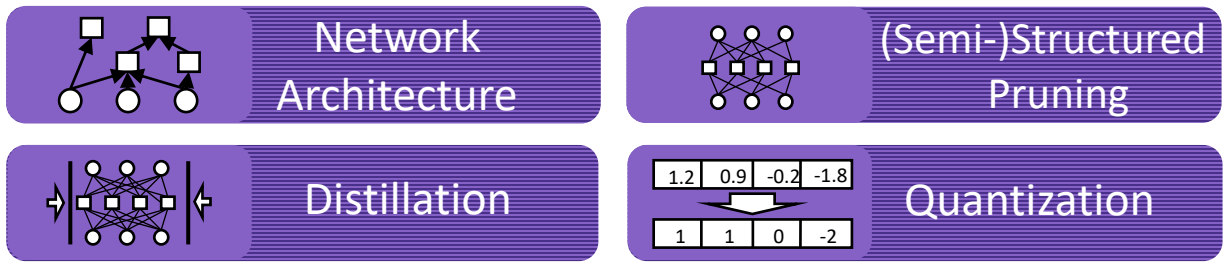 Network
Architecture
(Semi-)Structured
Pruning
Distillation
1.2 0.9 -0.2 -1.8
1 1 0 -2
Quantization